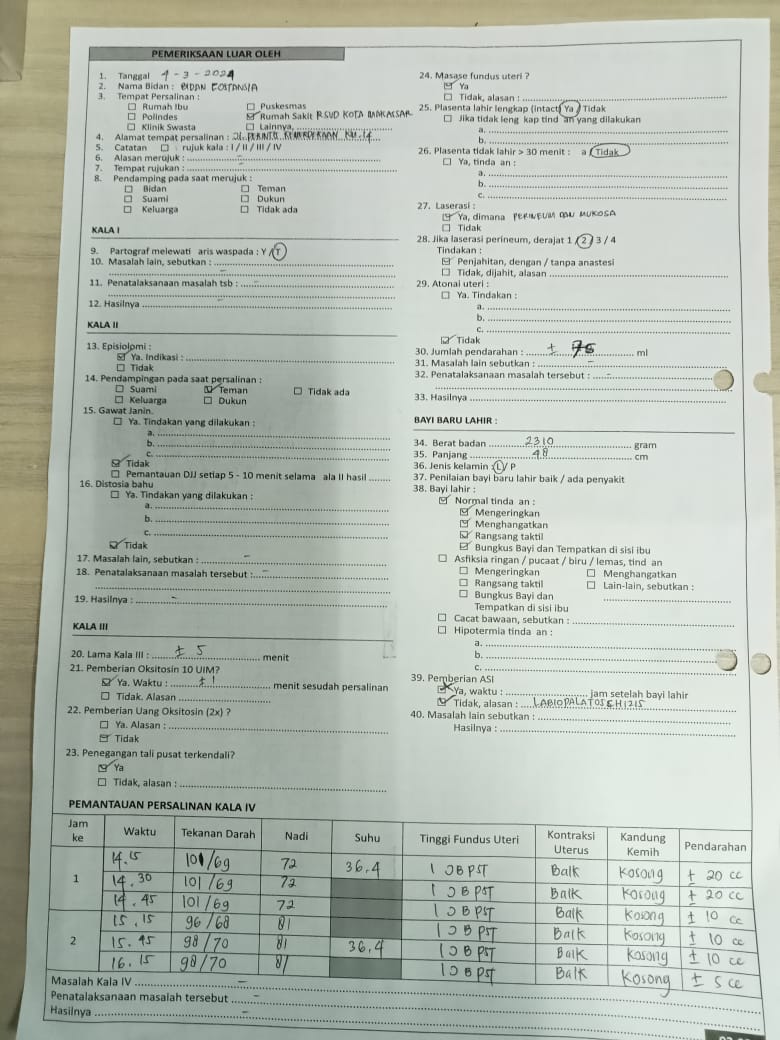 PEMERIKSAAN LUAR OLEH
1. Tanggal 4 - 3 - 2024
2. Nama Bidan : BIDAN COSTANSIA
3. Tempat Persalinan :
☐ Rumah Ibu ☐ Puskesmas
☐ Polindes ☑ Rumah Sakit RSUD KOTA MAKASSAR
☐ Klinik Swasta ☐ Lainnya,
4. Alamat tempat persalinan : Jl. PERINTIS KEMERDEKAAN KM. 14
5. Catatan ☐ rujuk kala : I / II / III / IV
6. Alasan merujuk : -
7. Tempat rujukan :
8. Pendamping pada saat merujuk :
☐ Bidan ☐ Teman
☐ Suami ☐ Dukun
☐ Keluarga ☐ Tidak ada
KALA I
9. Partograf melewati aris waspada : Y / T
10. Masalah lain, sebutkan : -
11. Penatalaksanaan masalah tsb : -
12. Hasilnya -
KALA II
13. Episiolomi :
☑ Ya. Indikasi :
☐ Tidak
14. Pendampingan pada saat persalinan :
☐ Suami ☑ Teman ☐ Tidak ada
☐ Keluarga ☐ Dukun
15. Gawat Janin.
☐ Ya. Tindakan yang dilakukan :
a.
b.
c.
☑ Tidak
☐ Pemantauan DJJ setiap 5 - 10 menit selama ala II hasil
16. Distosia bahu
☐ Ya. Tindakan yang dilakukan :
a.
b.
c.
☑ Tidak
17. Masalah lain, sebutkan : -
18. Penatalaksanaan masalah tersebut : -
19. Hasilnya : -
KALA III
20. Lama Kala III : ± 5 menit
21. Pemberian Oksitosin 10 UIM?
☑ Ya. Waktu : ± 1 menit sesudah persalinan
☐ Tidak. Alasan
22. Pemberian Uang Oksitosin (2x) ?
☐ Ya. Alasan :
☑ Tidak
23. Penegangan tali pusat terkendali?
☑ Ya
☐ Tidak, alasan :
24. Masase fundus uteri ?
☑ Ya
☐ Tidak, alasan :
25. Plasenta lahir lengkap (intact) Ya / Tidak
☐ Jika tidak leng kap tind an yang dilakukan
a.
b.
26. Plasenta tidak lahir > 30 menit : a / Tidak
☐ Ya, tinda an :
a.
b.
c.
27. Laserasi :
☑ Ya, dimana PERINEUM DAN MUKOSA
☐ Tidak
28. Jika laserasi perineum, derajat 1 / 2 / 3 / 4
Tindakan :
☑ Penjahitan, dengan / tanpa anastesi
☐ Tidak, dijahit, alasan
29. Atonai uteri :
☐ Ya. Tindakan :
a.
b.
c.
☑ Tidak
30. Jumlah pendarahan : ± 75 ml
31. Masalah lain sebutkan : -
32. Penatalaksanaan masalah tersebut : -
33. Hasilnya
BAYI BARU LAHIR :
34. Berat badan 2310 gram
35. Panjang 48 cm
36. Jenis kelamin : L / P
37. Penilaian bayi baru lahir baik / ada penyakit
38. Bayi lahir :
☑ Normal tinda an :
☑ Mengeringkan
☑ Menghangatkan
☑ Rangsang taktil
☑ Bungkus Bayi dan Tempatkan di sisi ibu
☐ Asfiksia ringan / pucaat / biru / lemas, tind an
☐ Mengeringkan ☐ Menghangatkan
☐ Rangsang taktil ☐ Lain-lain, sebutkan :
☐ Bungkus Bayi dan
Tempatkan di sisi ibu
☐ Cacat bawaan, sebutkan :
☐ Hipotermia tinda an :
a.
b.
c.
39. Pemberian ASI
Ya, waktu : jam setelah bayi lahir
☑ Tidak, alasan : LABIOPALATOSCHIZIS
40. Masalah lain sebutkan :
Hasilnya :
PEMANTAUAN PERSALINAN KALA IV
Jam ke Waktu Tekanan Darah Nadi Suhu Tinggi Fundus Uteri Kontraksi Uterus Kandung Kemih Pendarahan
1 14.15 101/69 72 36,4 1 JBPST Baik Kosong ± 20 cc
14.30 101/69 72 1 JBPST Baik Kosong ± 20 cc
14.45 101/69 72 1 JBPST Baik Kosong ± 10 cc
15.15 96/68 81 1 JBPST Baik Kosong ± 10 cc
2 15.45 98/70 81 36,4 1 JBPST Baik Kosong ± 10 cc
16.15 98/70 81 1 JBPST Baik Kosong ± 5 cc
Masalah Kala IV -
Penatalaksanaan masalah tersebut -
Hasilnya -